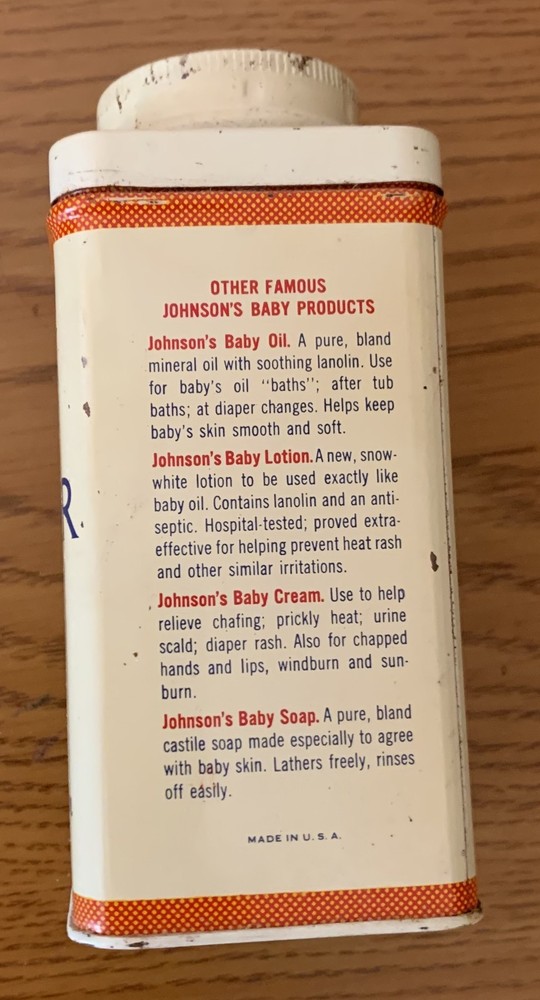 OTHER FAMOUS
JOHNSON'S BABY PRODUCTS
Johnson's Baby Oil. A pure, bland
mineral oil with soothing lanolin. Use
for baby's oil "baths"; after tub
baths; at diaper changes. Helps keep
baby's skin smooth and soft.
Johnson's Baby Lotion. A new, snow-
white lotion to be used exactly like
baby oil. Contains lanolin and an anti-
septic. Hospital-tested; proved extra-
effective for helping prevent heat rash
and other similar irritations.
R
Johnson's Baby Cream. Use to help
relieve chafing; prickly heat; urine
scald; diaper rash. Also for chapped
hands and lips, windburn and sun-
burn.
Johnson's Baby Soap. A pure, bland
castile soap made especially to agree
with baby skin. Lathers freely, rinses
off easily.
MADE IN U. S. A.